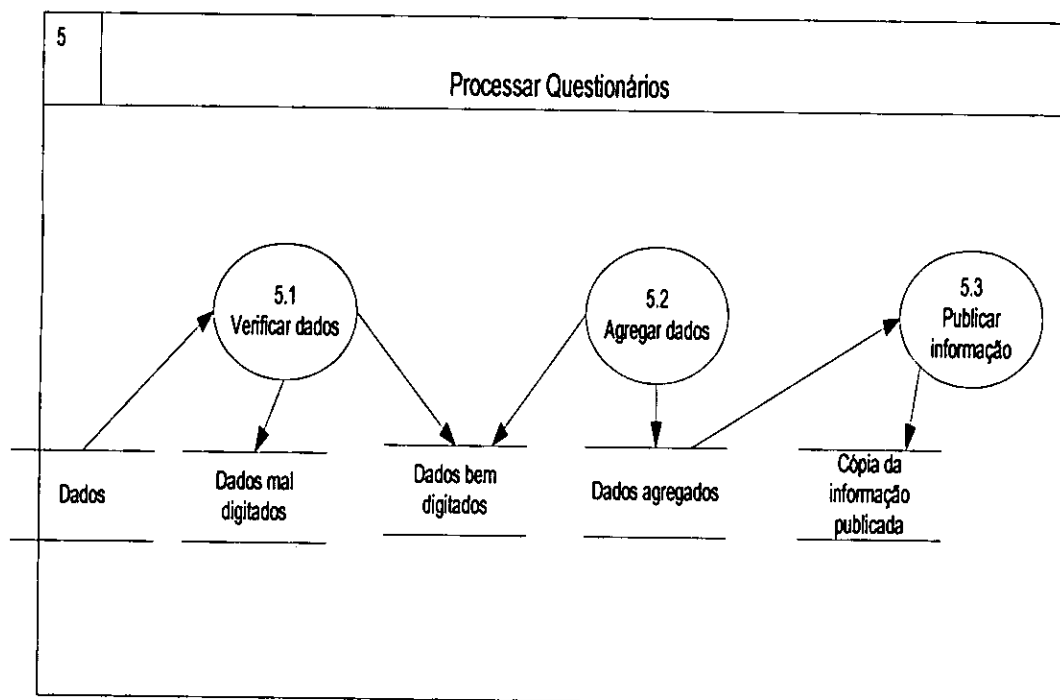 5
Processar Questionários
5.1
Verificar dados
5.2
Agregar dados
5.3
Publicar
informação
Dados
Dados mal
digitados
Dados bem
digitados
Dados agregados
Cópia da
informação
publicada